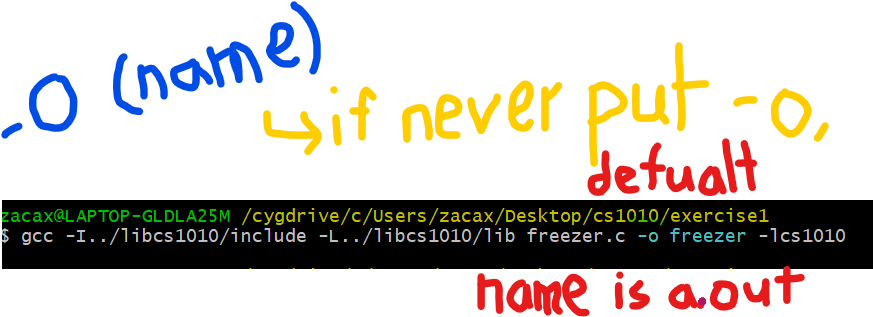 -O (name)
↳ if never put -o,
defualt
zacax@LAPTOP-GLDLA25M /cygdrive/c/Users/zacax/Desktop/cs1010/exercise1
$ gcc -I../libcs1010/include -L../libcs1010/lib freezer.c -o freezer -lcs1010
name is a.out